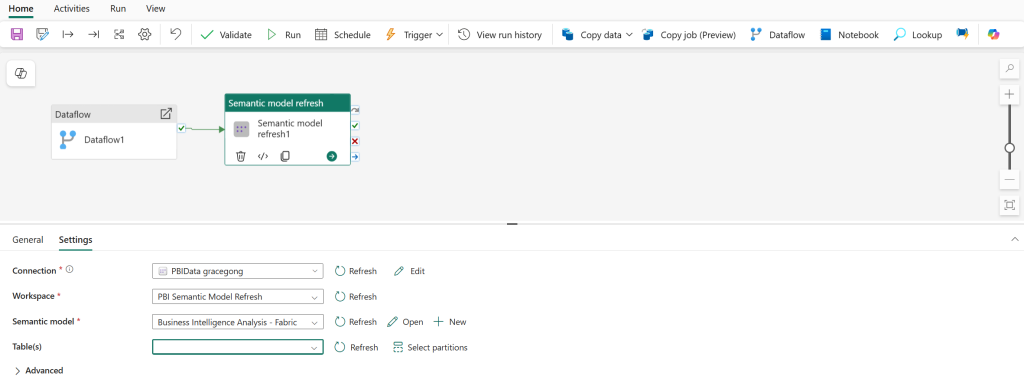 Home Activities Run View
Validate Run Schedule Trigger View run history Copy data Copy job (Preview) Dataflow Notebook Lookup
Dataflow
Dataflow1
Semantic model refresh
Semantic model
refresh1
General Settings
Connection * PBIData gracegong Refresh Edit
Workspace * PBI Semantic Model Refresh Refresh
Semantic model * Business Intelligence Analysis - Fabric Refresh Open New
Table(s) Refresh Select partitions
Advanced